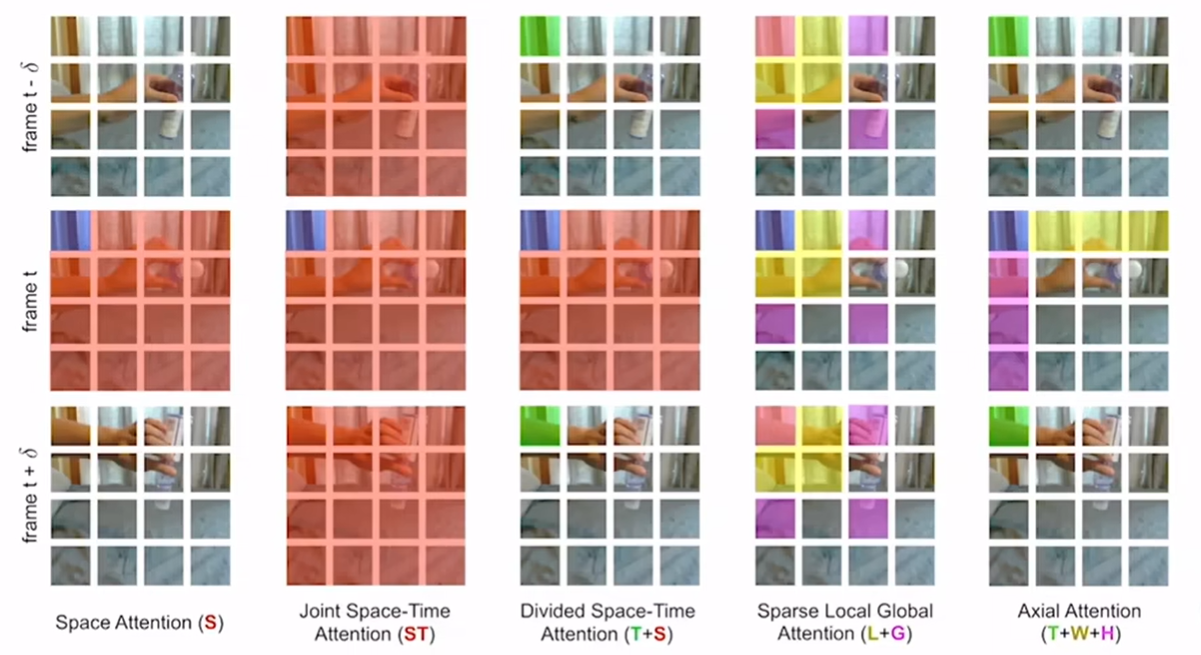 frame t - δ
frame t
frame t + δ
Space Attention (S)
Joint Space-Time
Attention (ST)
Divided Space-Time
Attention (T+S)
Sparse Local Global
Attention (L+G)
Axial Attention
(T+W+H)